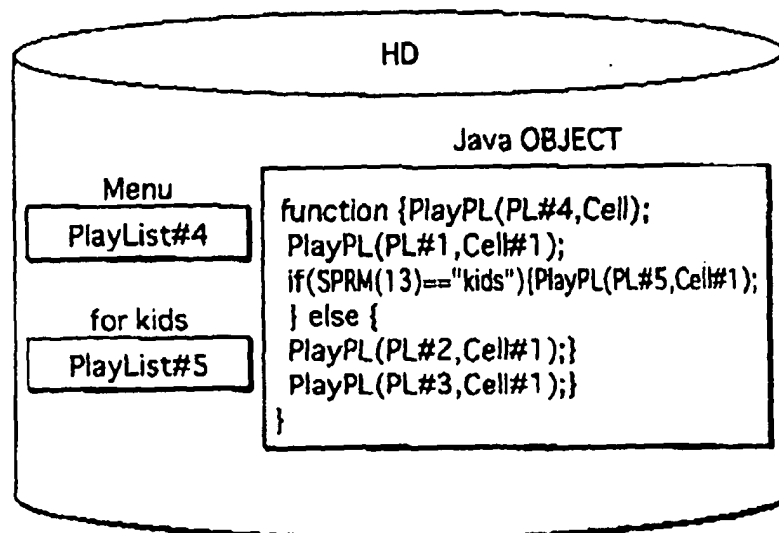 HD
Java OBJECT
Menu
PlayList#4
for kids
PlayList#5
function {PlayPL(PL#4,Cell);
PlayPL(PL#1,Cell#1);
if(SPRM(13)=="kids"){PlayPL(PL#5,Cell#1);
} else {
PlayPL(PL#2,Cell#1);}
PlayPL(PL#3,Cell#1);}
}